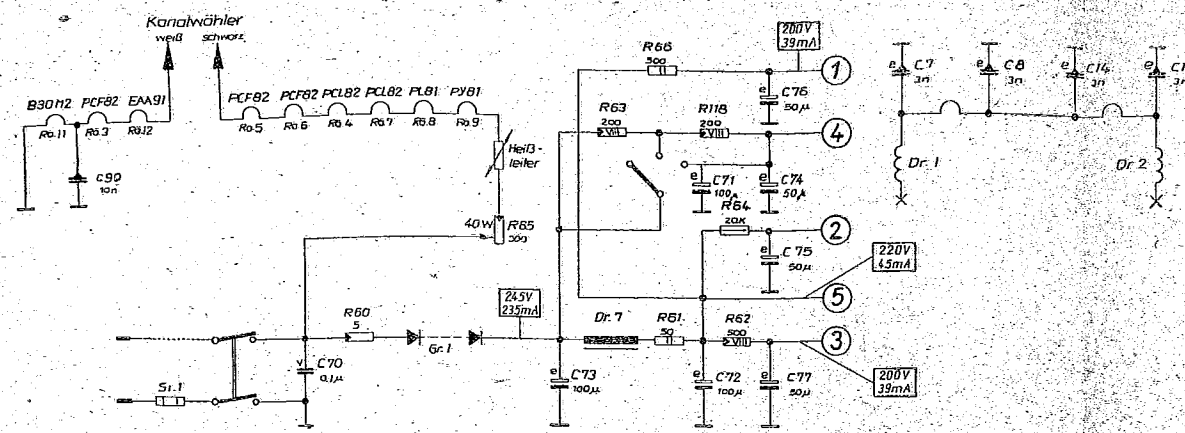 Kanalwähler
weiß schwarz
B30M2 PCF82 EAA91
Rö.11 Rö.3 Rö.12
C90
10n
PCF82 PCF82 PCL82 PCL82 PL81 PY81
Rö.5 Rö.6 Rö.4 Rö.7 Rö.8 Rö.9
Heiß-
leiter
40W R65
R60
5
Gr.1
245V
235mA
C70
0,1µ
Si.1
R66
500
200V
39mA
1
e C76
50µ
R63
200
VIII
R118
200
VIII
4
e C71
100µ
e C74
50µ
R64
20K
2
e C75
50µ
220V
45mA
5
Dr.7
R61
50
R62
500
3
200V
39mA
e C73
100µ
e C72
100µ
e C77
50µ
e C7
3n
e C8
3n
e C14
3n
e
3n
Dr.1
Dr.2